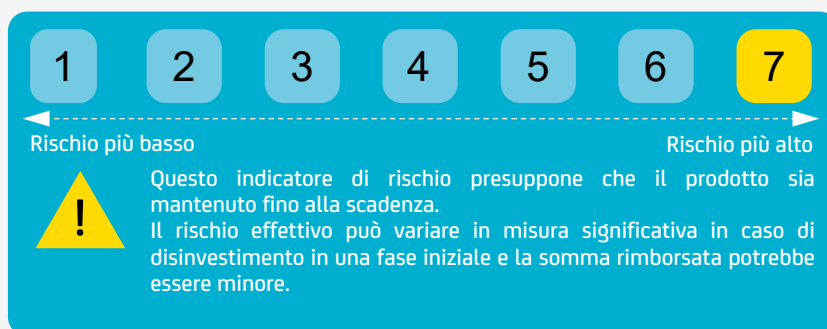 1 2 3 4 5 6 7
Rischio più basso Rischio più alto
!
Questo indicatore di rischio presuppone che il prodotto sia
mantenuto fino alla scadenza.
Il rischio effettivo può variare in misura significativa in caso di
disinvestimento in una fase iniziale e la somma rimborsata potrebbe
essere minore.